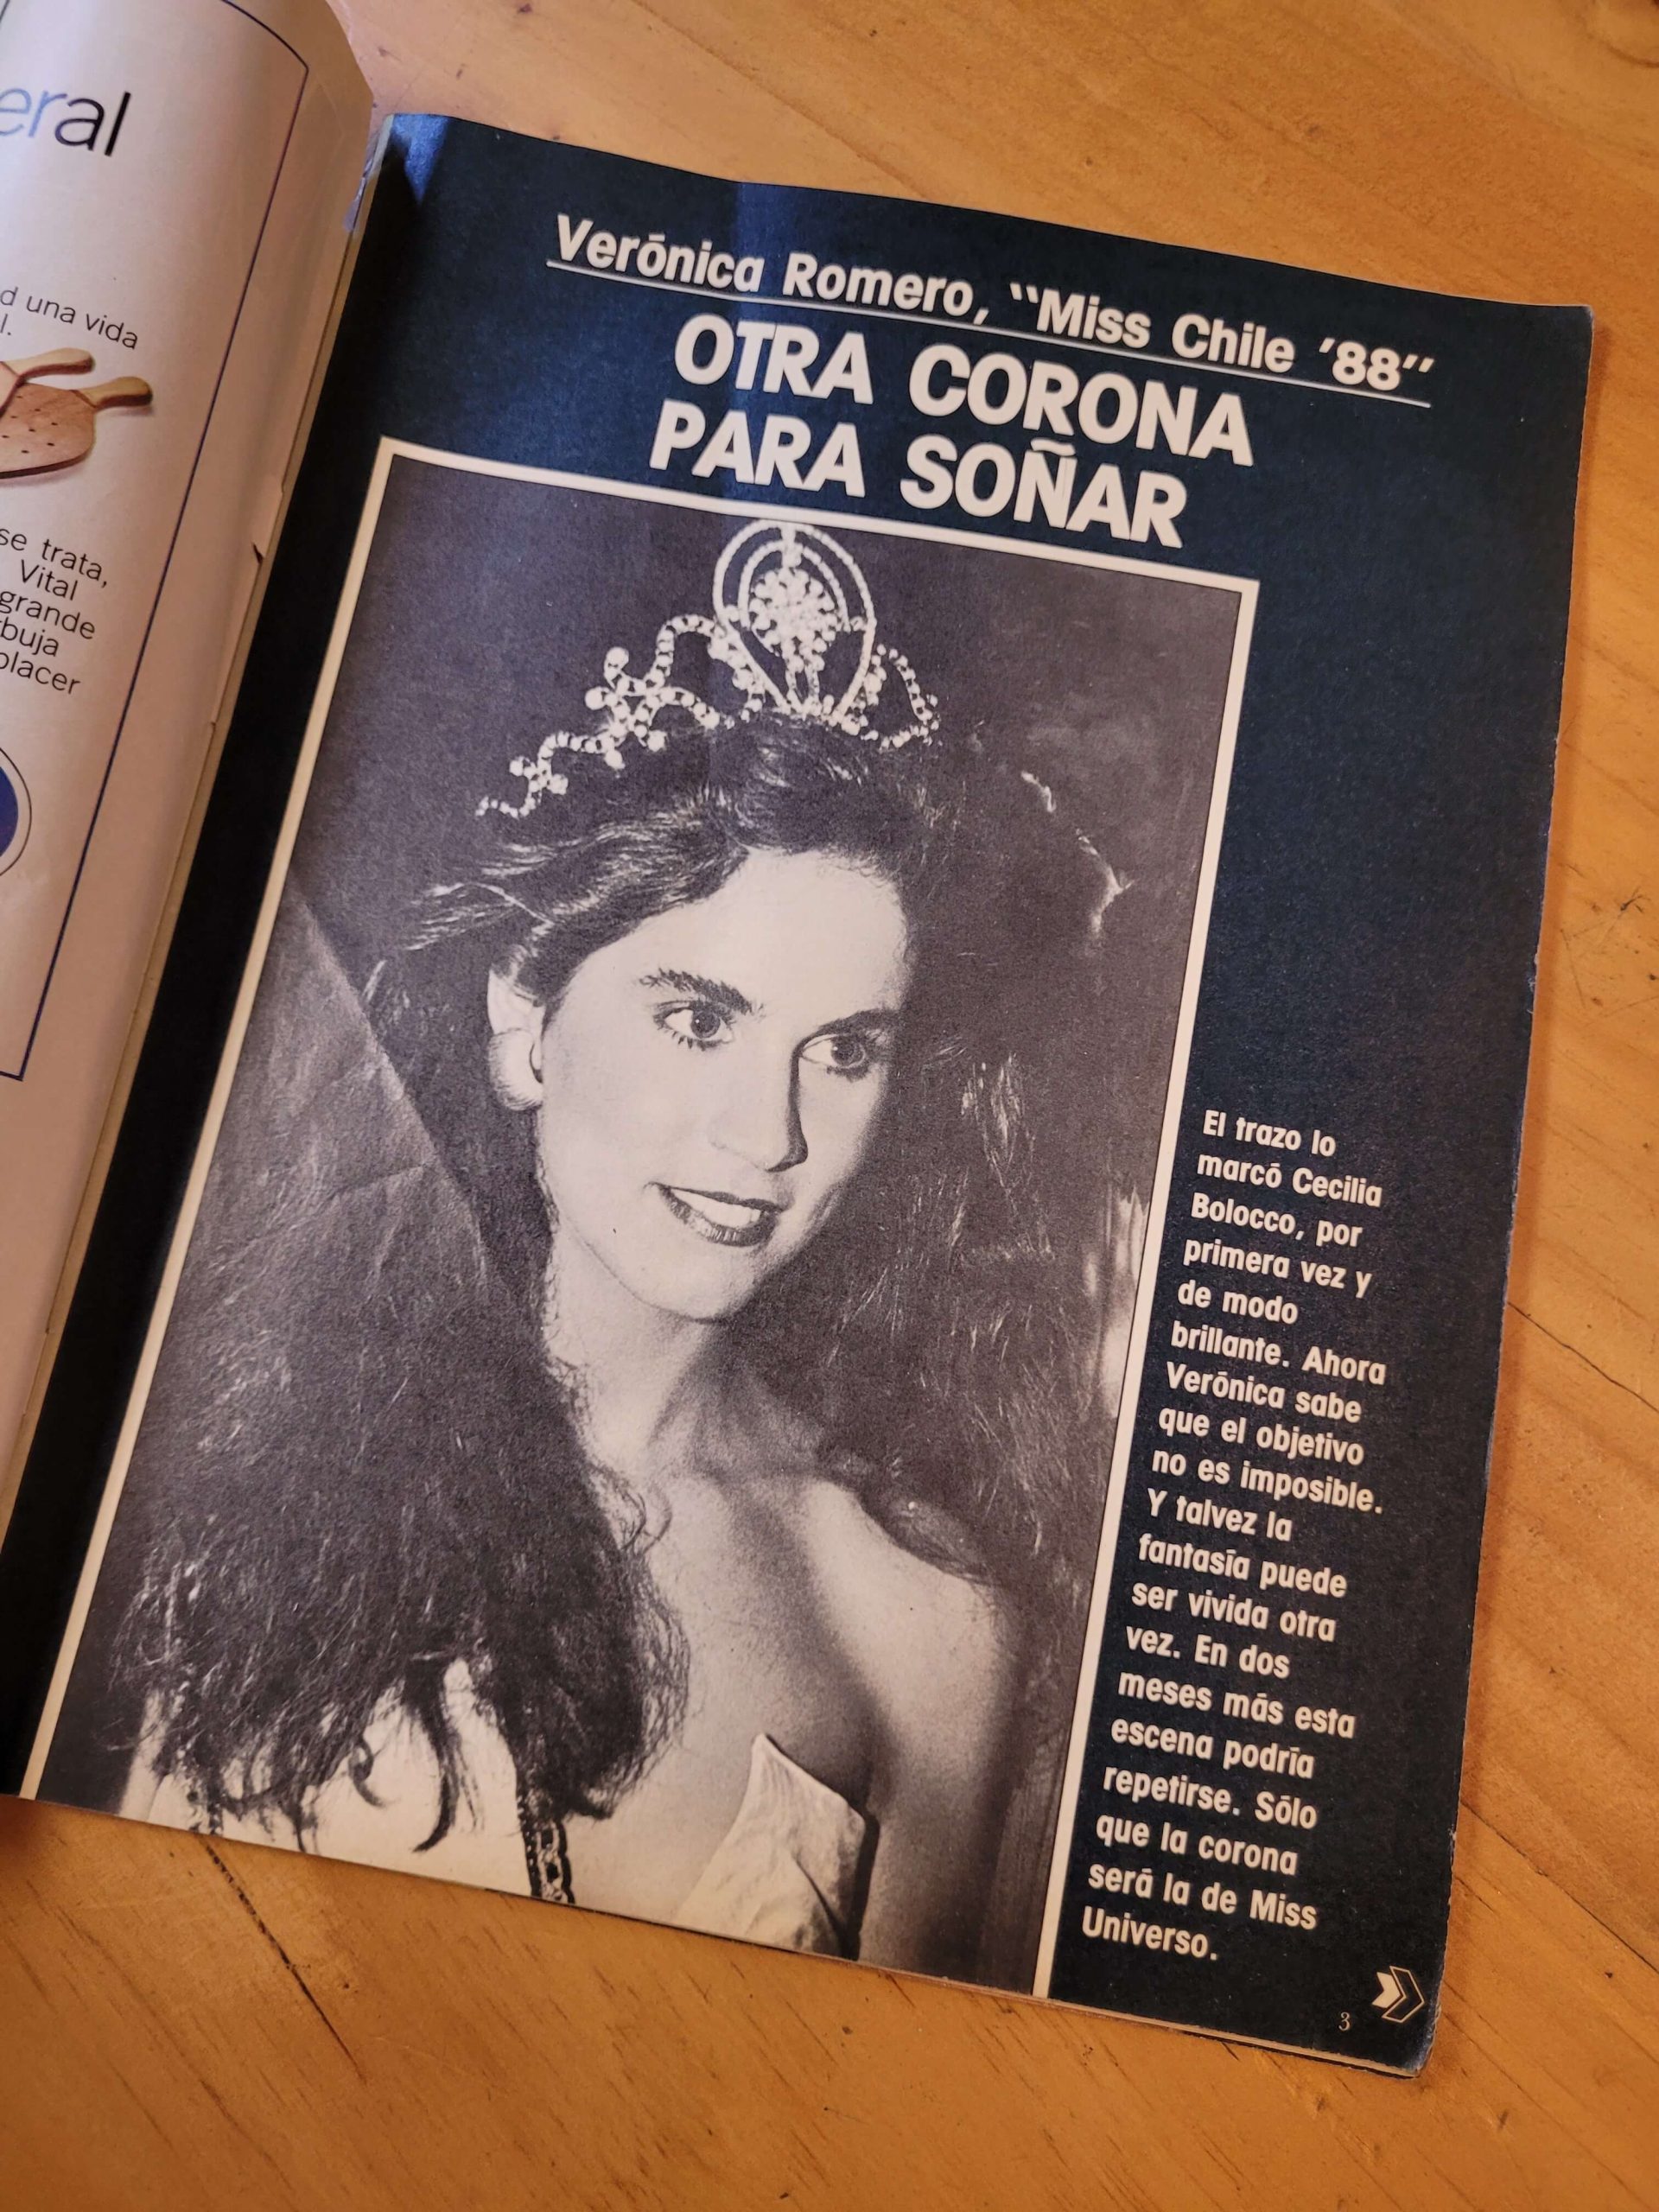 eral
d una vida
l.
se trata,
Vital
grande
rbuja
placer
Verónica Romero, "Miss Chile '88"
OTRA CORONA
PARA SOÑAR
El trazo lo
marcó Cecilia
Bolocco, por
primera vez y
de modo
brillante. Ahora
Verónica sabe
que el objetivo
no es imposible.
Y talvez la
fantasía puede
ser vivida otra
vez. En dos
meses más esta
escena podría
repetirse. Sólo
que la corona
será la de Miss
Universo.
3